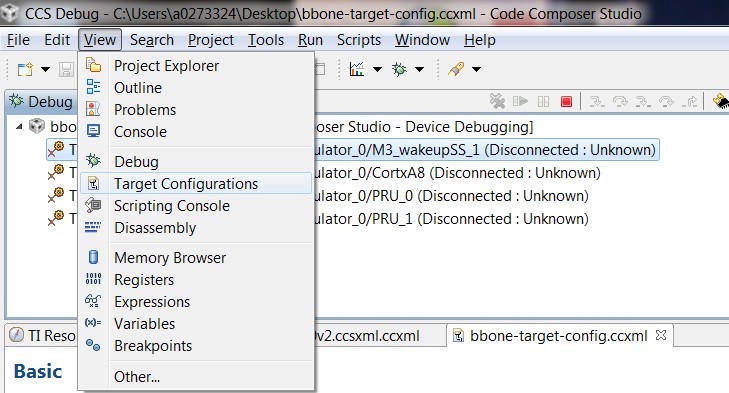 CCS Debug - C:\Users\a0273324\Desktop\bbone-target-config.ccxml - Code Composer Studio
File Edit View Search Project Tools Run Scripts Window Help
Project Explorer
Outline
Problems
Console
Debug
Target Configurations
Scripting Console
Disassembly
Memory Browser
Registers
Expressions
Variables
Breakpoints
Other...
Debug
bbo
poser Studio - Device Debugging]
T
ulator_0/M3_wakeupSS_1 (Disconnected : Unknown)
T
ulator_0/CortxA8 (Disconnected : Unknown)
T
ulator_0/PRU_0 (Disconnected : Unknown)
T
ulator_0/PRU_1 (Disconnected : Unknown)
TI Reso
0v2.ccsxml.ccxml
bbone-target-config.ccxml
Basic